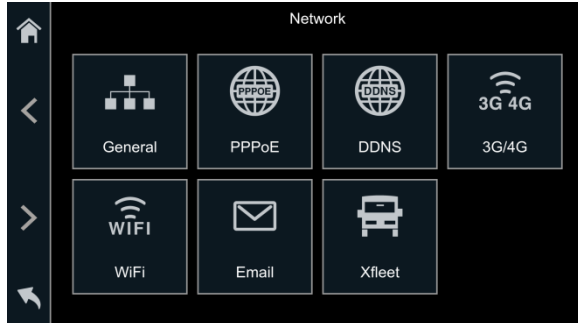 Network
PPPOE
DDNS
3G 4G
General
PPPoE
DDNS
3G/4G
WIFI
WiFi
Email
Xfleet